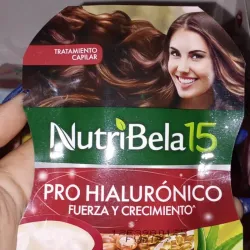 TRATAMIENTO
CAPILAR
NutriBela15
PRO HIALURÓNICO
FUERZA Y CRECIMIENTO*